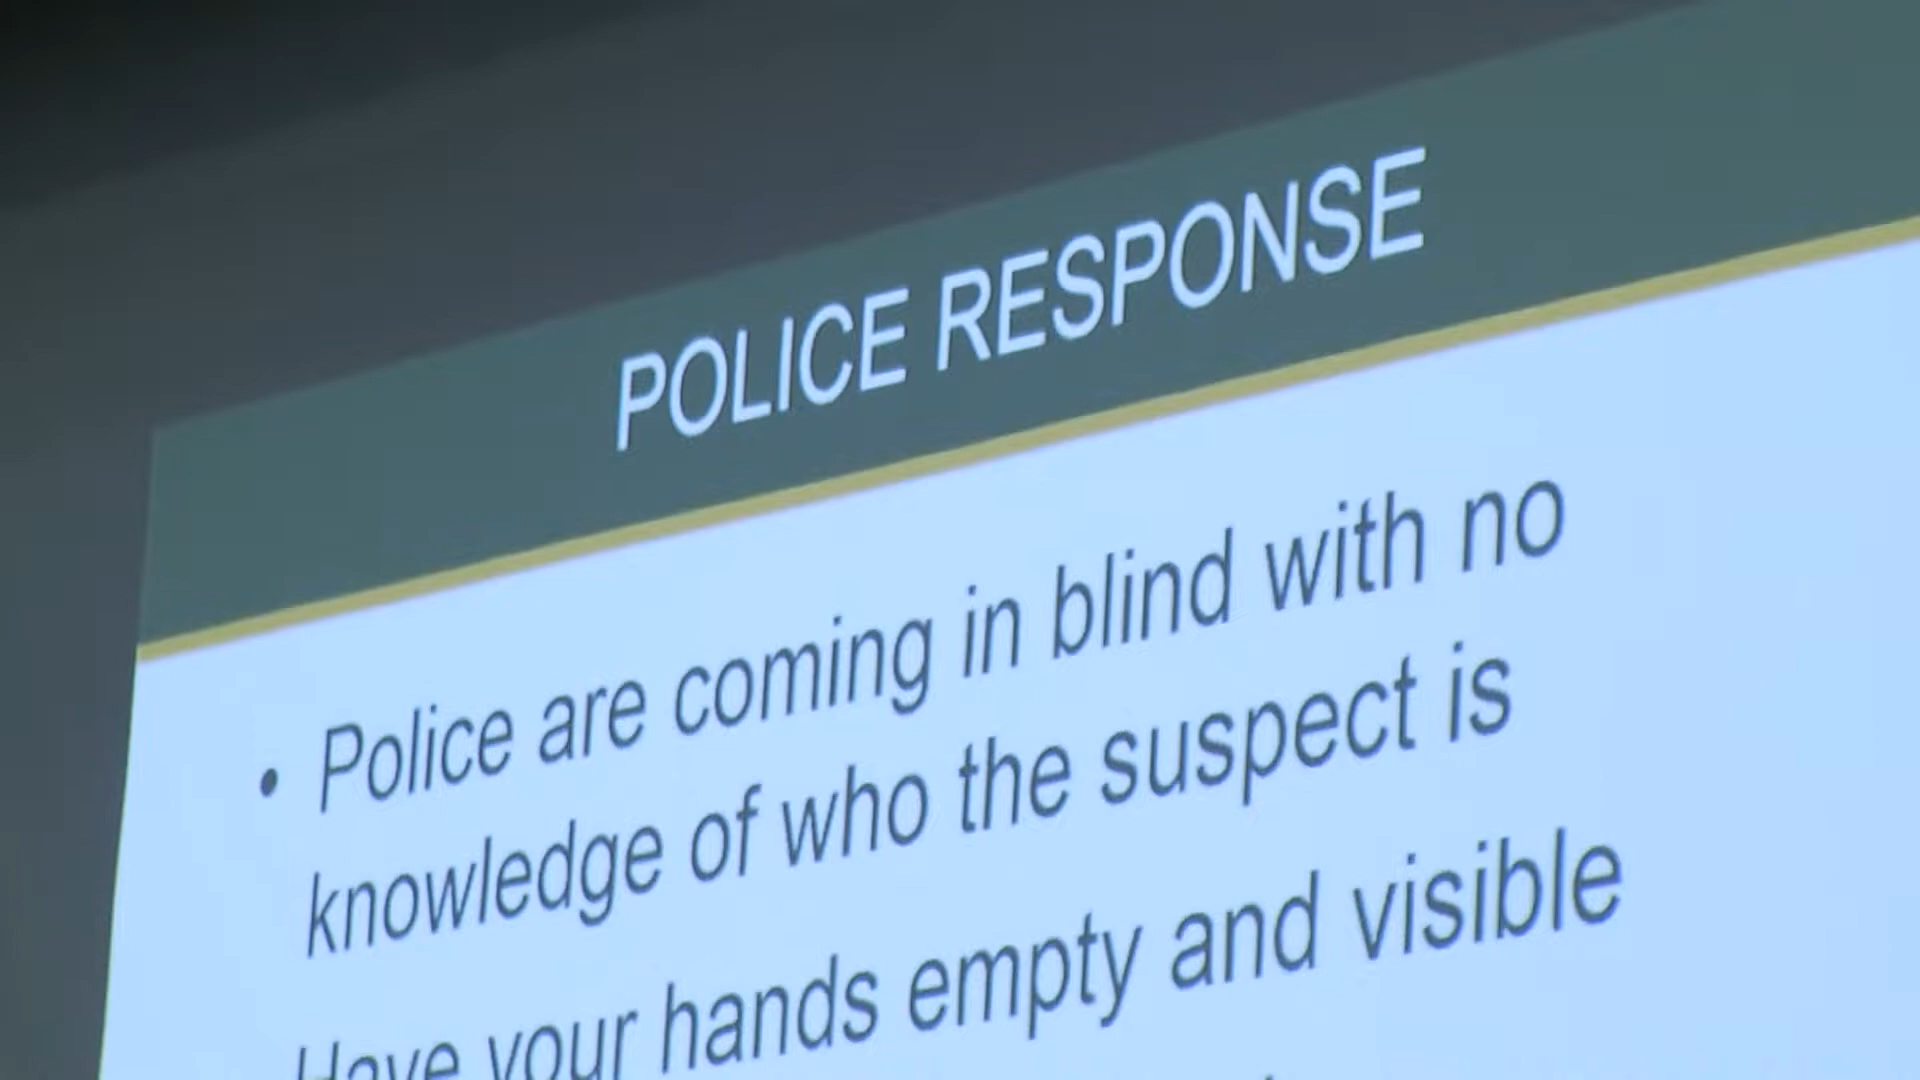 POLICE RESPONSE
• Police are coming in blind with no
knowledge of who the suspect is
Have your hands empty and visible